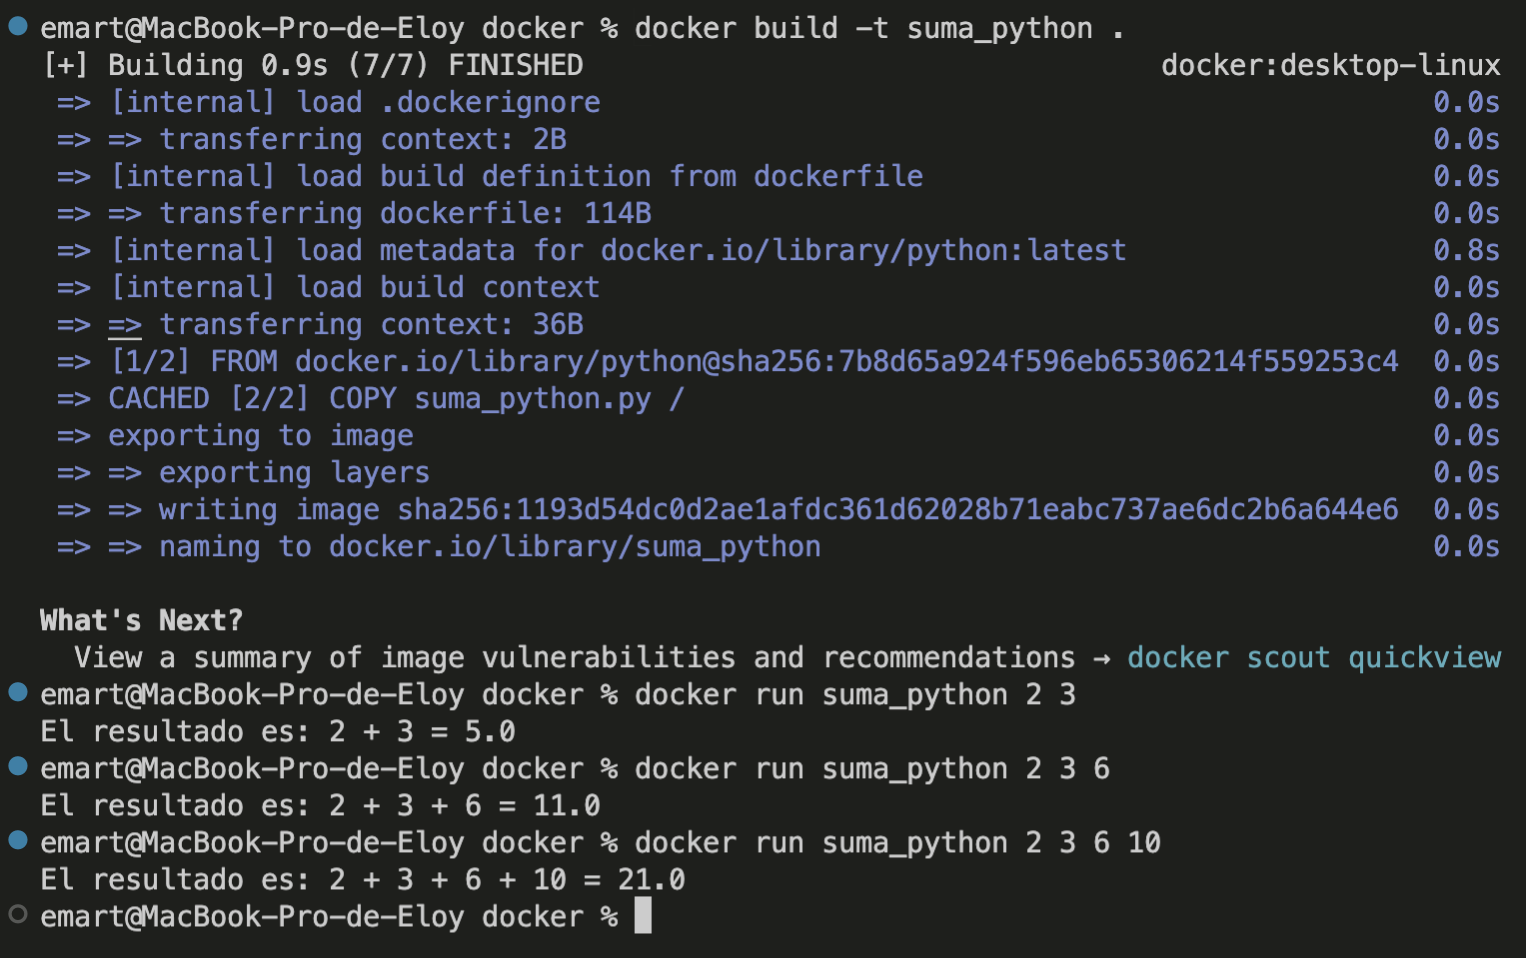 emart@MacBook-Pro-de-Eloy docker % docker build -t suma_python .
[+] Building 0.9s (7/7) FINISHED docker:desktop-linux
=> [internal] load .dockerignore 0.0s
=> => transferring context: 2B 0.0s
=> [internal] load build definition from dockerfile 0.0s
=> => transferring dockerfile: 114B 0.0s
=> [internal] load metadata for docker.io/library/python:latest 0.8s
=> [internal] load build context 0.0s
=> => transferring context: 36B 0.0s
=> [1/2] FROM docker.io/library/python@sha256:7b8d65a924f596eb65306214f559253c4 0.0s
=> CACHED [2/2] COPY suma_python.py / 0.0s
=> exporting to image 0.0s
=> => exporting layers 0.0s
=> => writing image sha256:1193d54dc0d2ae1afdc361d62028b71eabc737ae6dc2b6a644e6 0.0s
=> => naming to docker.io/library/suma_python 0.0s
What's Next?
View a summary of image vulnerabilities and recommendations → docker scout quickview
emart@MacBook-Pro-de-Eloy docker % docker run suma_python 2 3
El resultado es: 2 + 3 = 5.0
emart@MacBook-Pro-de-Eloy docker % docker run suma_python 2 3 6
El resultado es: 2 + 3 + 6 = 11.0
emart@MacBook-Pro-de-Eloy docker % docker run suma_python 2 3 6 10
El resultado es: 2 + 3 + 6 + 10 = 21.0
emart@MacBook-Pro-de-Eloy docker %